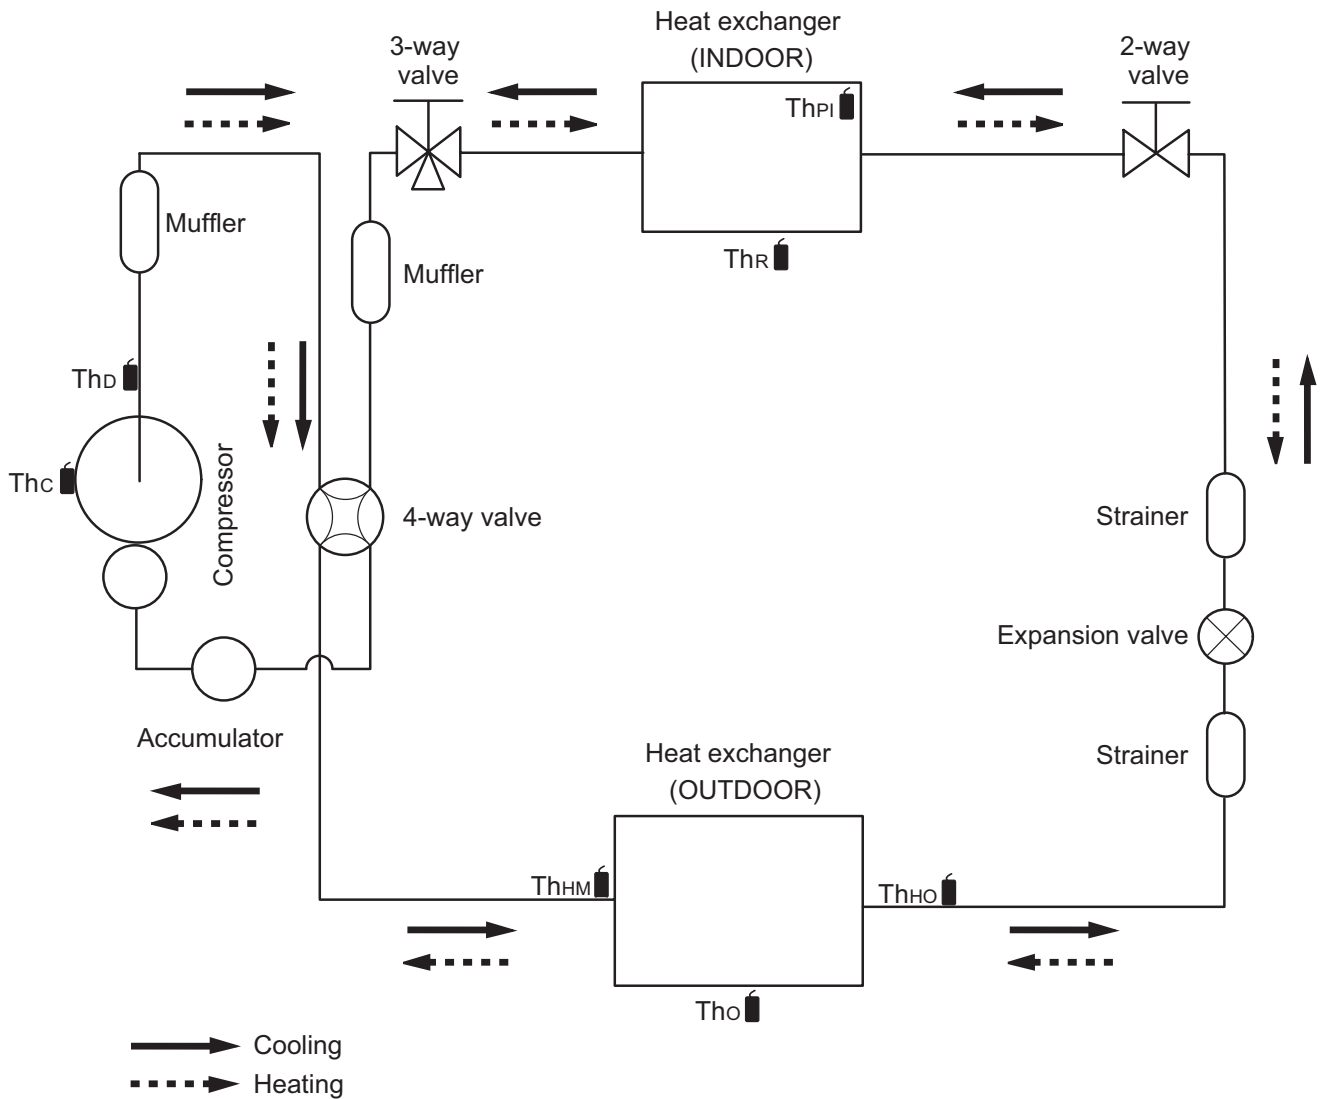 Heat exchanger
(INDOOR)
3-way
valve
2-way
valve
ThPI
Muffler
ThR
Muffler
ThD
ThC
Compressor
4-way valve
Strainer
Expansion valve
Strainer
Accumulator
Heat exchanger
(OUTDOOR)
ThHM
ThHO
ThO
Cooling
Heating